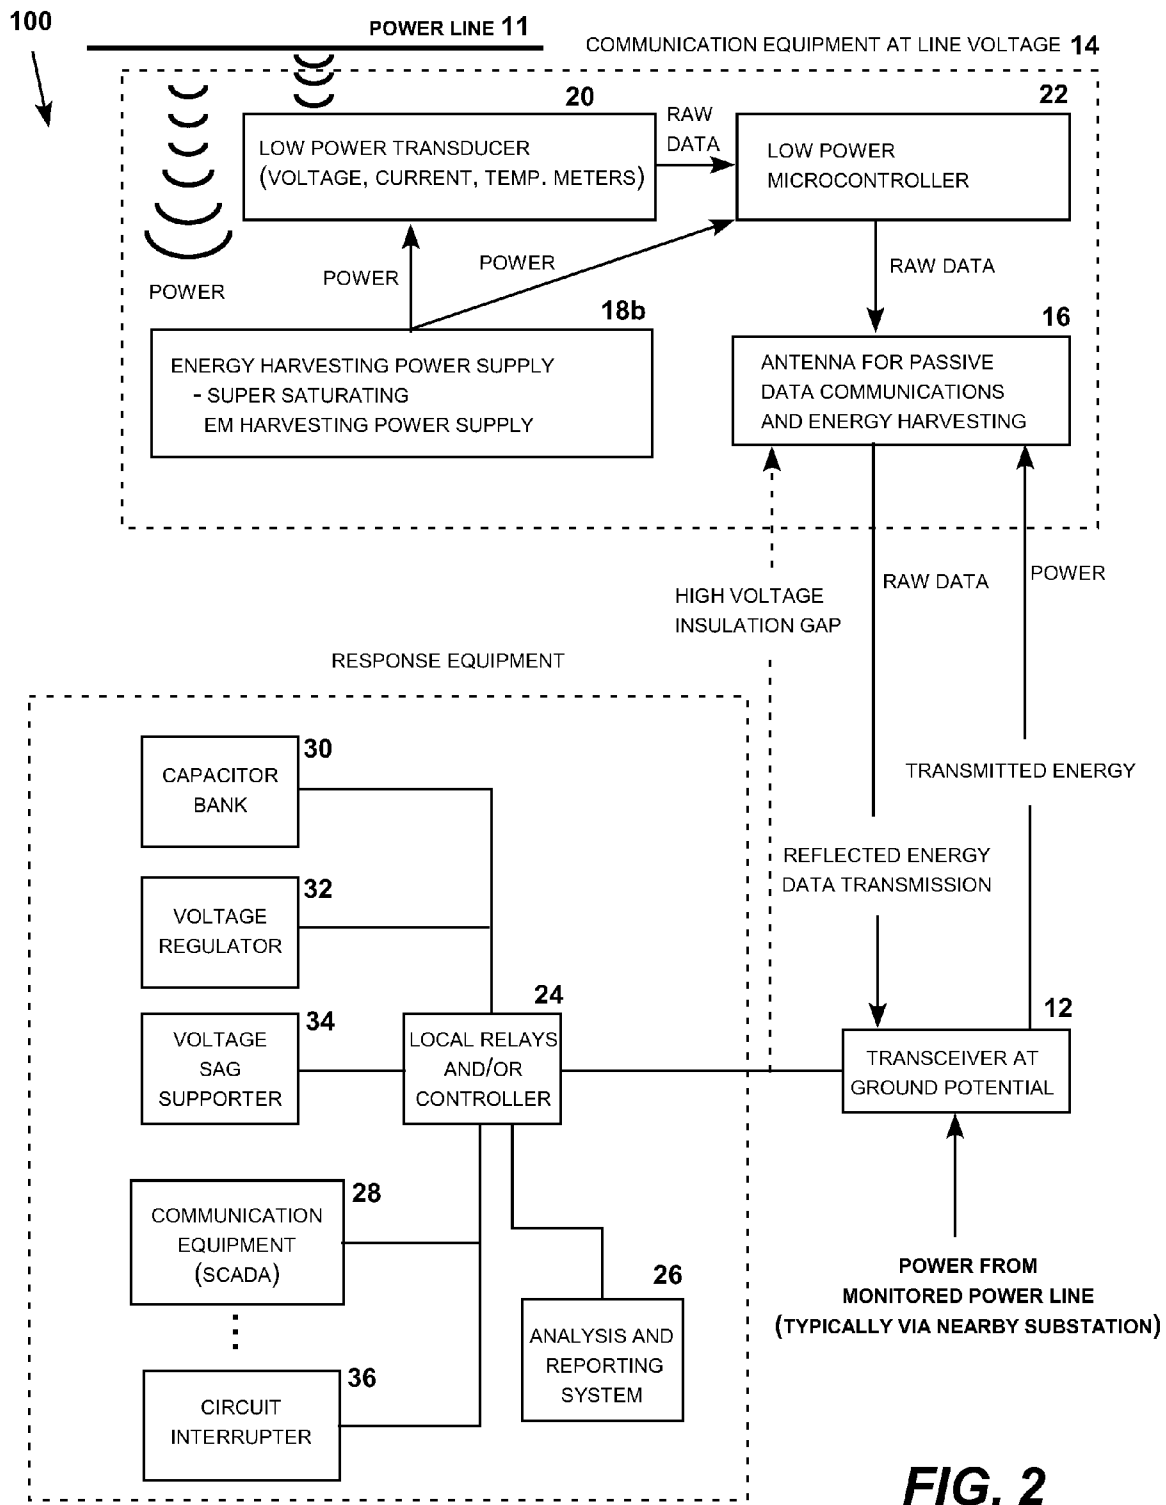 100
POWER LINE 11
COMMUNICATION EQUIPMENT AT LINE VOLTAGE 14
20
LOW POWER TRANSDUCER
(VOLTAGE, CURRENT, TEMP. METERS)
RAW
DATA
22
LOW POWER
MICROCONTROLLER
POWER
POWER
POWER
RAW DATA
18b
ENERGY HARVESTING POWER SUPPLY
- SUPER SATURATING
EM HARVESTING POWER SUPPLY
16
ANTENNA FOR PASSIVE
DATA COMMUNICATIONS
AND ENERGY HARVESTING
HIGH VOLTAGE
INSULATION GAP
RAW DATA
POWER
RESPONSE EQUIPMENT
30
CAPACITOR
BANK
TRANSMITTED ENERGY
REFLECTED ENERGY
DATA TRANSMISSION
32
VOLTAGE
REGULATOR
34
VOLTAGE
SAG
SUPPORTER
24
LOCAL RELAYS
AND/OR
CONTROLLER
12
TRANSCEIVER AT
GROUND POTENTIAL
28
COMMUNICATION
EQUIPMENT
(SCADA)
26
ANALYSIS AND
REPORTING
SYSTEM
POWER FROM
MONITORED POWER LINE
(TYPICALLY VIA NEARBY SUBSTATION)
36
CIRCUIT
INTERRUPTER
FIG. 2